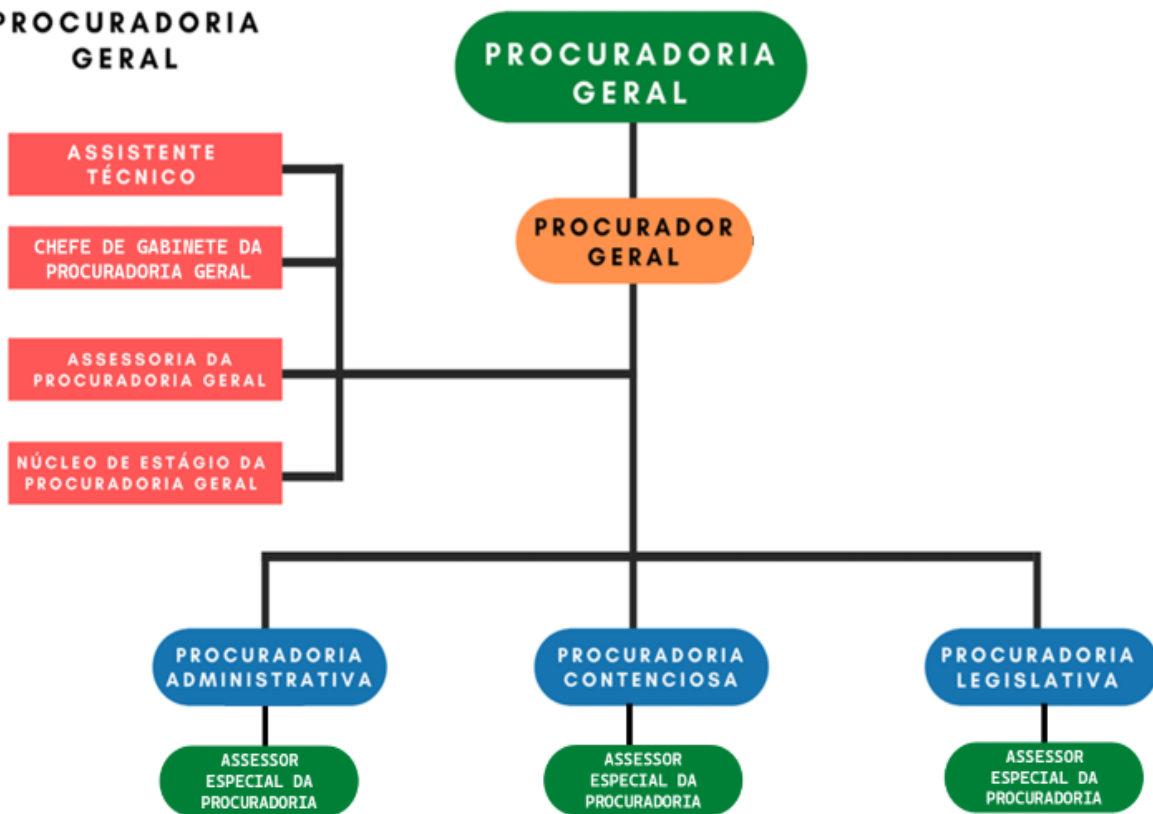 PROCURADORIA
GERAL
PROCURADORIA
GERAL
ASSISTENTE
TÉCNICO
CHEFE DE GABINETE DA
PROCURADORIA GERAL
PROCURADOR
GERAL
ASSESSORIA DA
PROCURADORIA GERAL
NÚCLEO DE ESTÁGIO DA
PROCURADORIA GERAL
PROCURADORIA
ADMINISTRATIVA
PROCURADORIA
CONTENCIOSA
PROCURADORIA
LEGISLATIVA
ASSESSOR
ESPECIAL DA
PROCURADORIA
ASSESSOR
ESPECIAL DA
PROCURADORIA
ASSESSOR
ESPECIAL DA
PROCURADORIA